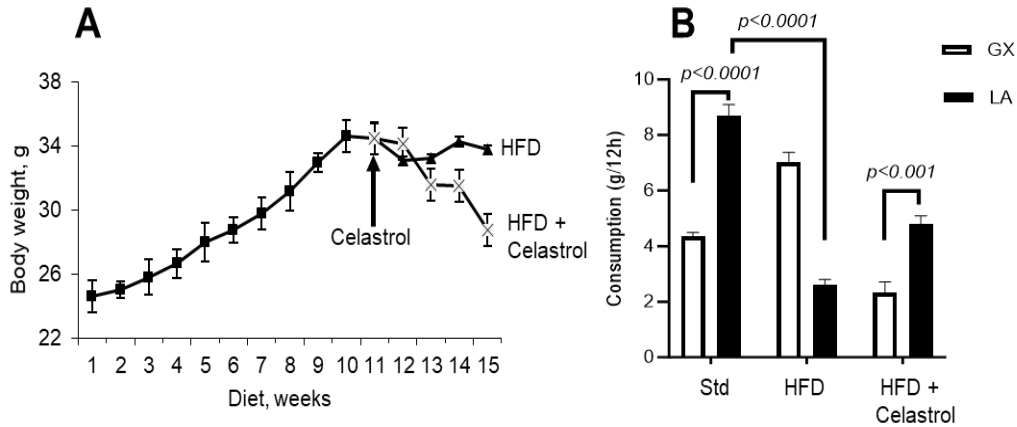 A
Body weight, g
38
34
30
26
22
HFD
HFD +
Celastrol
Celastrol
1 2 3 4 5 6 7 8 9 10 11 12 13 14 15
Diet, weeks
B
Consumption (g/12h)
10
8
6
4
2
0
p<0.0001
p<0.0001
p<0.001
GX
LA
Std
HFD
HFD +
Celastrol